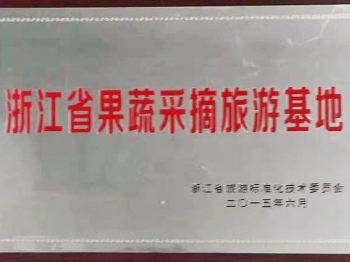 浙江省果蔬采摘旅游基地
浙江省旅游标准化技术委员会
二〇一五年六月